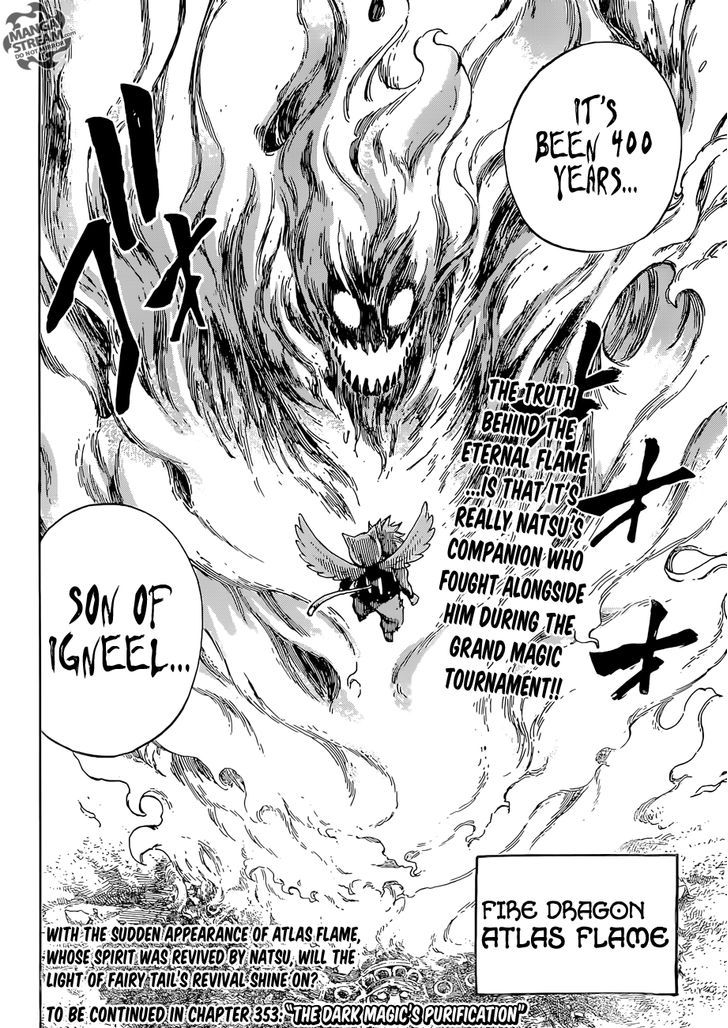 MANGA
STREAM
DO NOT MIRROR
IT'S
BEEN 400
YEARS...
THE TRUTH
BEHIND THE
ETERNAL FLAME
...IS THAT IT'S
REALLY NATSU'S
COMPANION WHO
FOUGHT ALONGSIDE
HIM DURING THE
GRAND MAGIC
TOURNAMENT!!
SON OF
IGNEEL...
FIRE DRAGON
ATLAS FLAME
WITH THE SUDDEN APPEARANCE OF ATLAS FLAME,
WHOSE SPIRIT WAS REVIVED BY NATSU, WILL THE
LIGHT OF FAIRY TAIL'S REVIVAL SHINE ON?
TO BE CONTINUED IN CHAPTER 353: "THE DARK MAGIC'S PURIFICATION"